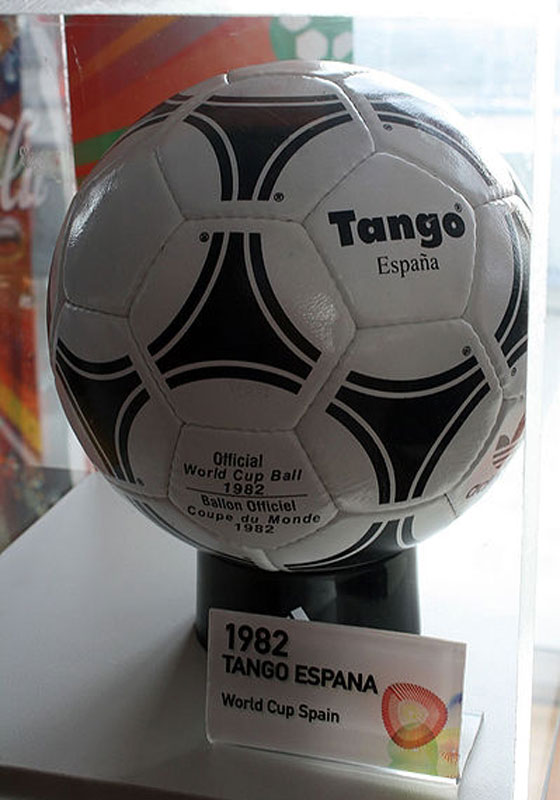 Tango®
España
Official
World Cup Ball
1982
Ballon Officiel
Coupe du Monde
1982
1982
TANGO ESPANA
World Cup Spain